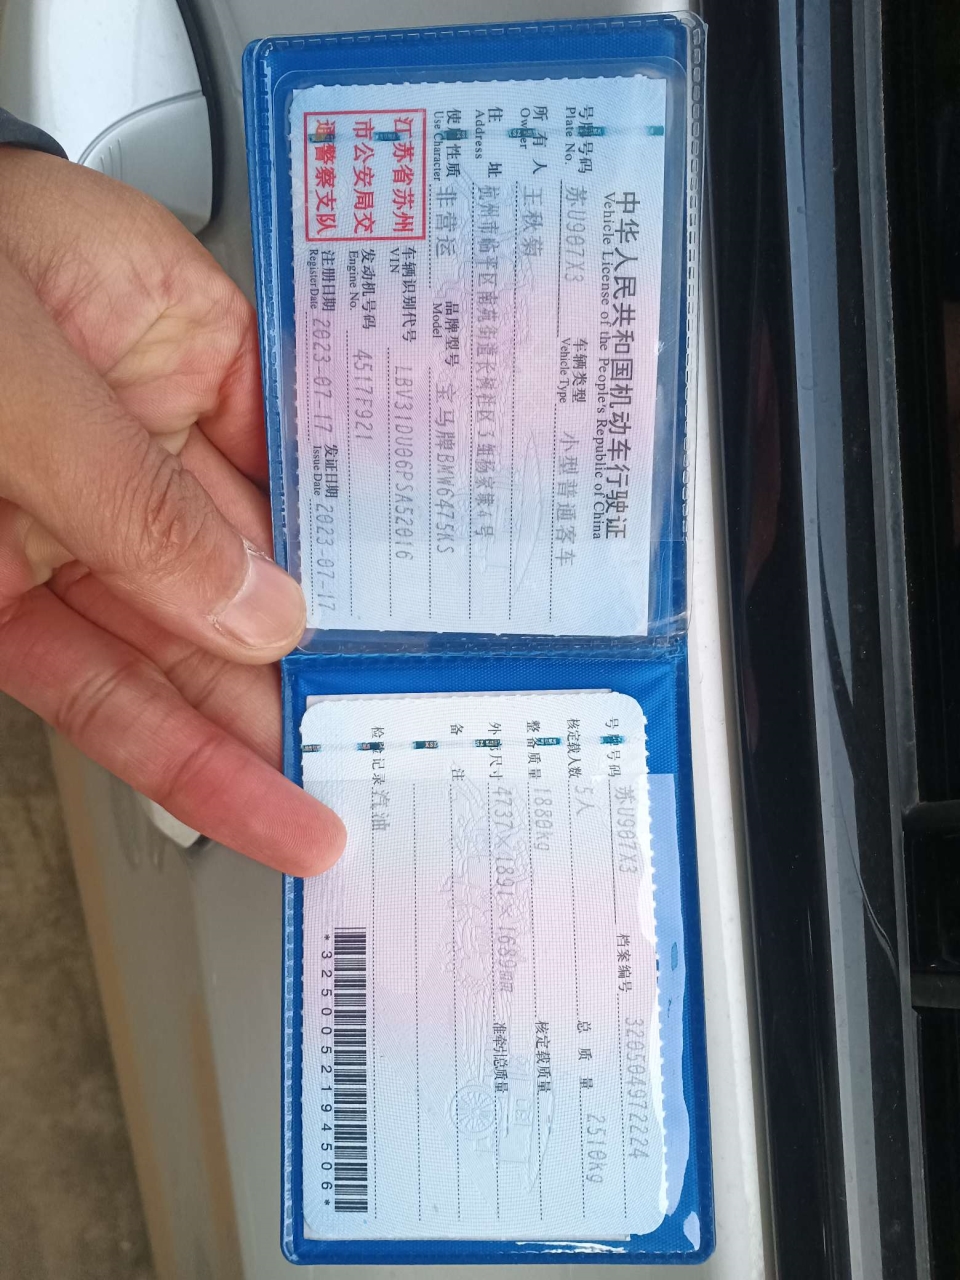 中华人民共和国机动车行驶证
Vehicle License of the People's Republic of China
号牌号码 苏U907X3 车辆类型 小型普通客车
Plate No. Vehicle Type
所有人 王秋菊
Owner
住址 杭州市临平区南苑街道长树社区3组杨家缘4号
Address
使用性质 非营运 品牌型号 宝马牌BMW6475KS
Use Character Model
江苏省苏州
市公安局交
通警察支队
车辆识别代号 LBV31DU06PSA52016
VIN
发动机号码 4517F921
Engine No.
注册日期 2023-07-17 发证日期 2023-07-17
Register Date Issue Date
号牌号码 苏U907X3 档案编号 320504972224
核定载人数 5人 总质量 2510kg
整备质量 1880kg 核定载质量
外廓尺寸 4737×1891×1689mm 准牵引总质量
备注
检验记录 汽油
*3250052194506*